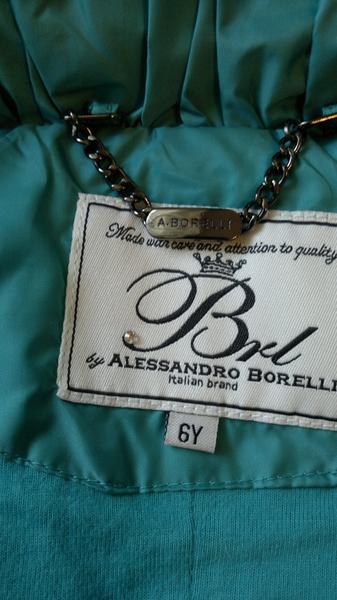 A.BORELLI
Made with care and attention to quality
Brl
by ALESSANDRO BORELLI
Italian brand
6Y